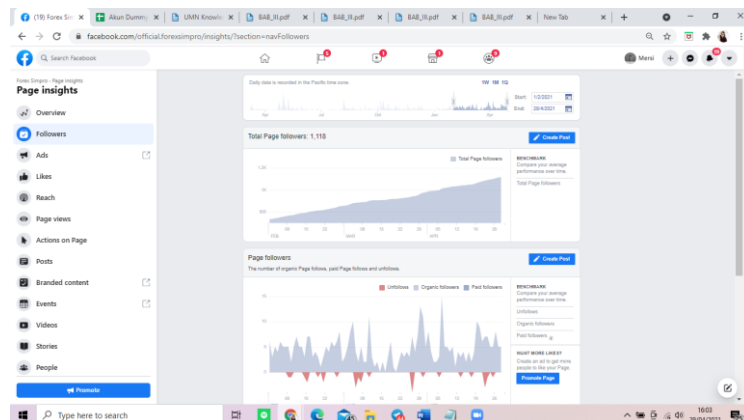 (19) Forex Sim
Akun Dummy
UMN Knowle
BAB_III.pdf
BAB_III.pdf
BAB_III.pdf
BAB_III.pdf
New Tab
facebook.com/official.forexsimpro/insights/?section=navFollowers
Search Facebook
Mersi
Forex Simpro - Page insights
Page insights
Overview
Followers
Ads
Likes
Reach
Page views
Actions on Page
Posts
Branded content
Events
Videos
Stories
People
Promote
Daily data is recorded in the Pacific time zone.
1W 1M 1Q
Start: 1/2/2021
End: 28/4/2021
Total Page followers: 1,118
Create Post
Total Page followers
BENCHMARK
Compare your average
performance over time.
Total Page followers
Page followers
Create Post
The number of organic Page follows, paid Page follows and unfollows.
Unfollows
Organic followers
Paid followers
BENCHMARK
Compare your average
performance over time.
Unfollows
Organic followers
Paid followers
WANT MORE LIKES?
Create an ad to get more
people to like your Page.
Promote Page
Type here to search
16:03
28/04/2021